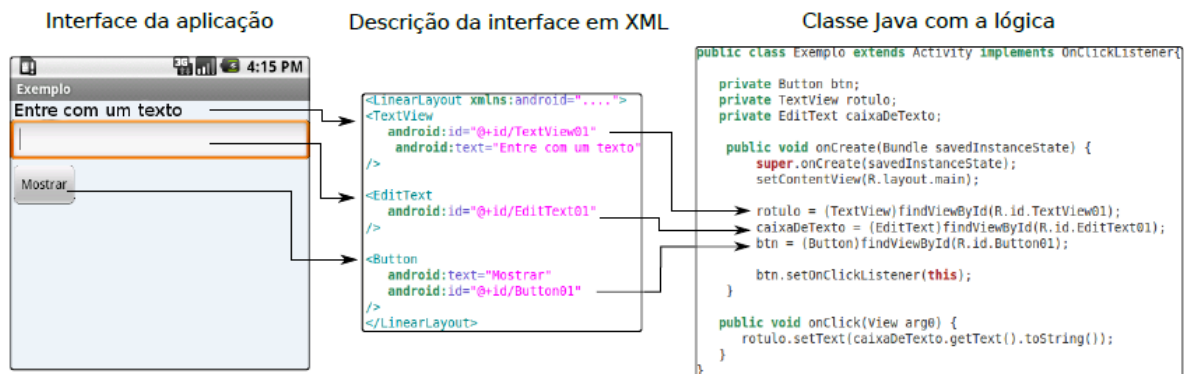 Interface da aplicação
3G 4:15 PM
Exemplo
Entre com um texto
Mostrar
Descrição da interface em XML
<LinearLayout xmlns:android="....">
<TextView
android:id="@+id/TextView01"
android:text="Entre com um texto"
/>
<EditText
android:id="@+id/EditText01"
/>
<Button
android:text="Mostrar"
android:id="@+id/Button01"
/>
</LinearLayout>
Classe Java com a lógica
public class Exemplo extends Activity implements OnClickListener{
private Button btn;
private TextView rotulo;
private EditText caixaDeTexto;
public void onCreate(Bundle savedInstanceState) {
super.onCreate(savedInstanceState);
setContentView(R.layout.main);
rotulo = (TextView)findViewById(R.id.TextView01);
caixaDeTexto = (EditText)findViewById(R.id.EditText01);
btn = (Button)findViewById(R.id.Button01);
btn.setOnClickListener(this);
}
public void onClick(View arg0) {
rotulo.setText(caixaDeTexto.getText().toString());
}
}